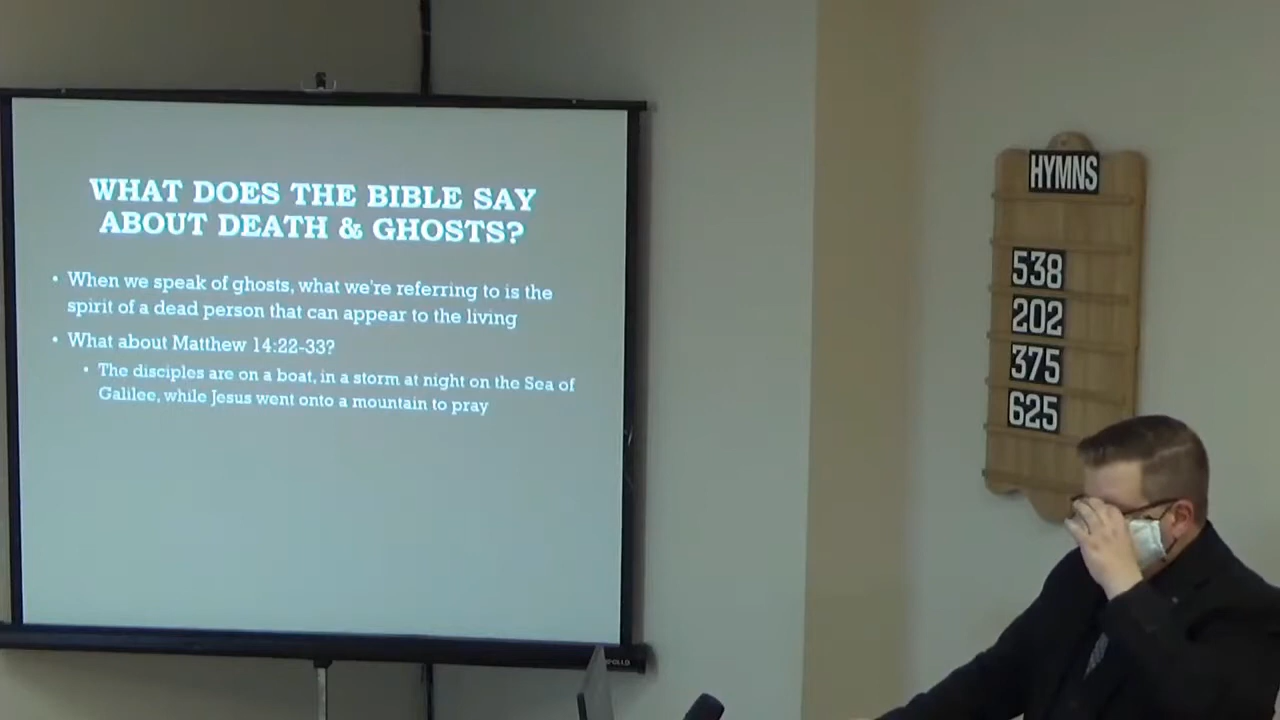 WHAT DOES THE BIBLE SAY
ABOUT DEATH & GHOSTS?
• When we speak of ghosts, what we're referring to is the
spirit of a dead person that can appear to the living
• What about Matthew 14:22-33?
• The disciples are on a boat, in a storm at night on the Sea of
Galilee, while Jesus went onto a mountain to pray
HYMNS
538
202
375
625